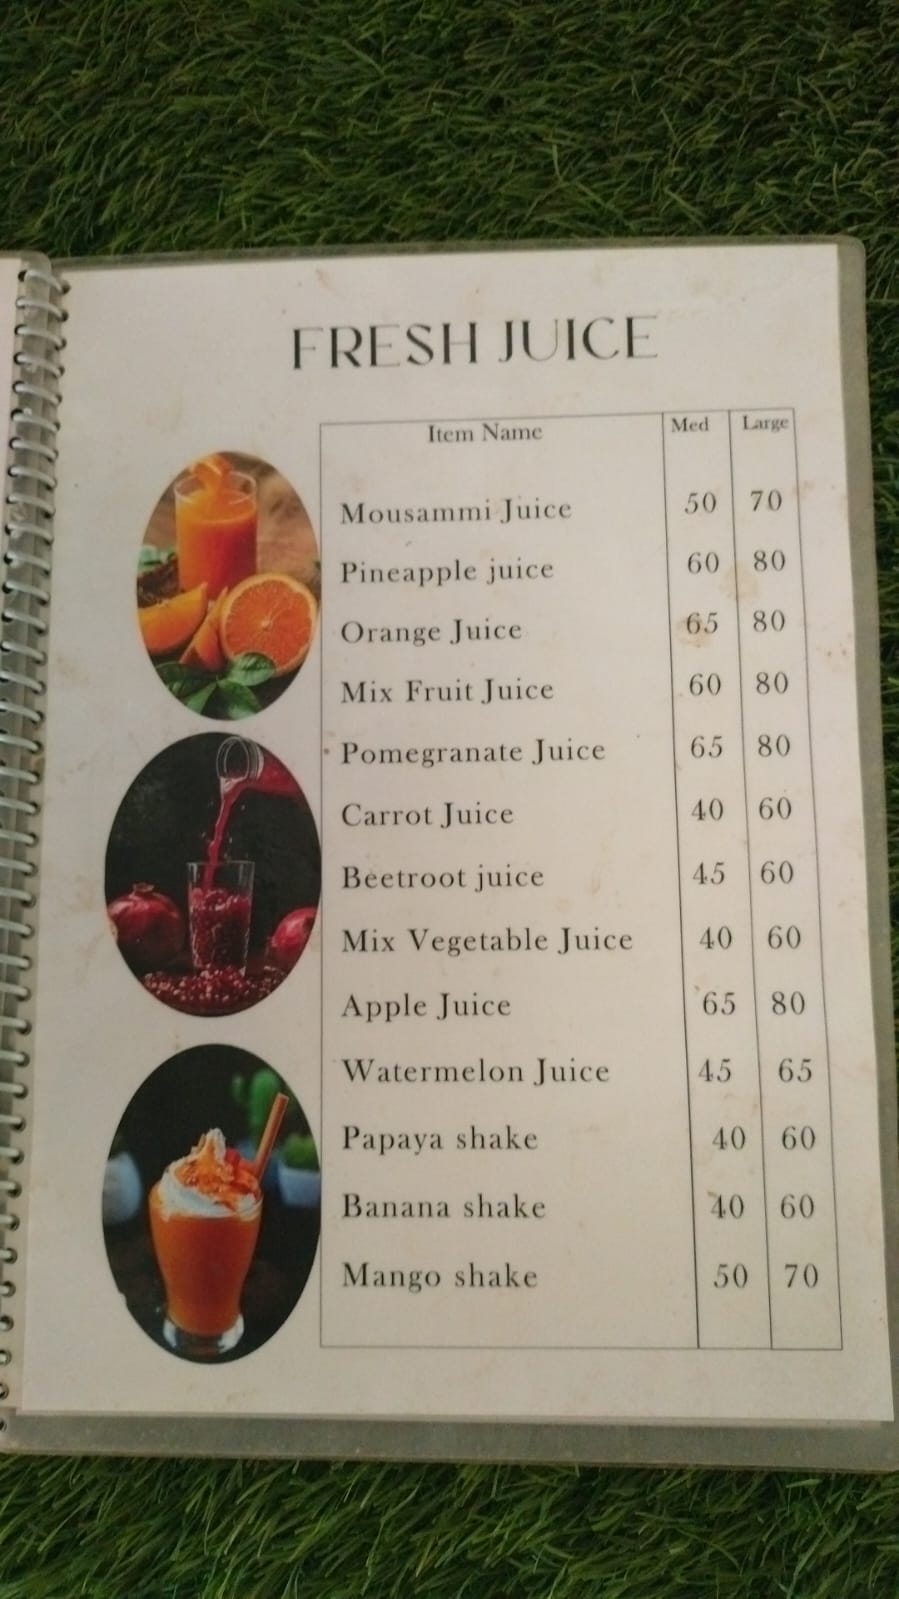 FRESH JUICE
Item Name Med Large
Mousammi Juice 50 70
Pineapple juice 60 80
Orange Juice 65 80
Mix Fruit Juice 60 80
Pomegranate Juice 65 80
Carrot Juice 40 60
Beetroot juice 45 60
Mix Vegetable Juice 40 60
Apple Juice 65 80
Watermelon Juice 45 65
Papaya shake 40 60
Banana shake 40 60
Mango shake 50 70